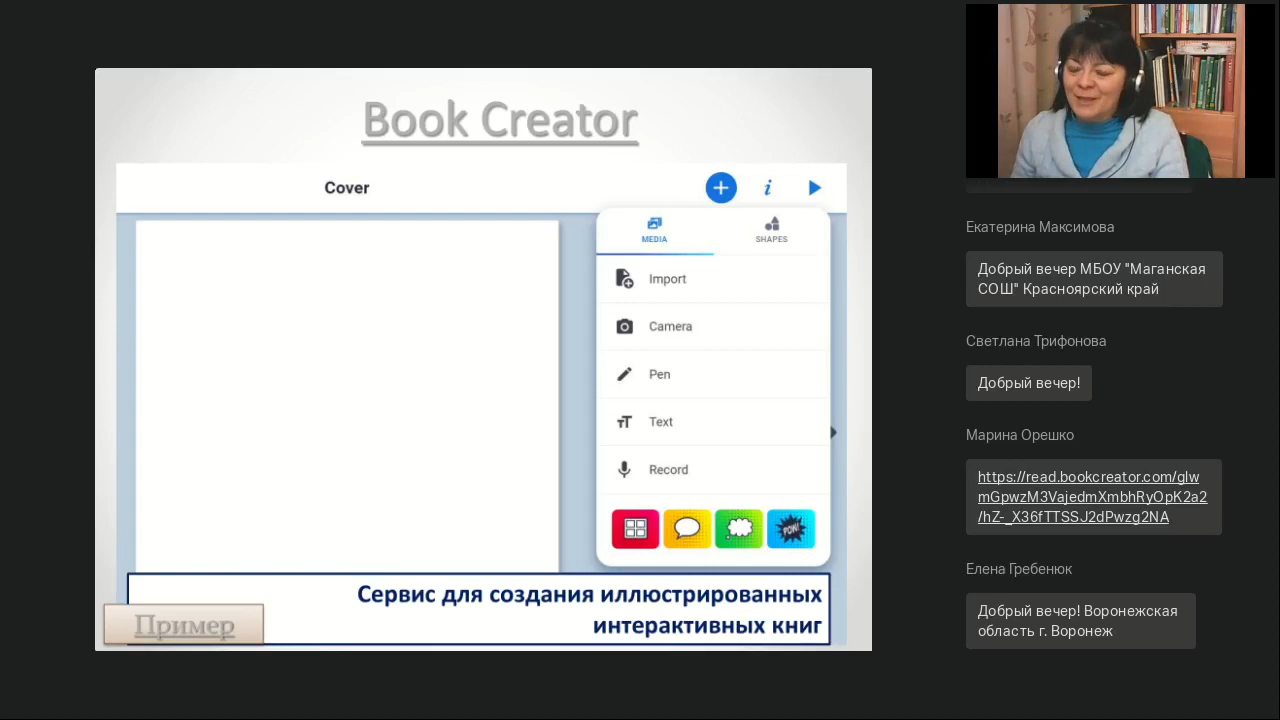 Book Creator
Cover
MEDIA
SHAPES
Import
Camera
Pen
Text
Record
POW!
Сервис для создания иллюстрированных
интерактивных книг
Пример
Екатерина Максимова
Добрый вечер МБОУ "Маганская
СОШ" Красноярский край
Светлана Трифонова
Добрый вечер!
Марина Орешко
https://read.bookcreator.com/glw
mGpwzM3VajedmXmbhRyOpK2a2
/hZ-_X36fTTSSJ2dPwzg2NA
Елена Гребенюк
Добрый вечер! Воронежская
область г. Воронеж